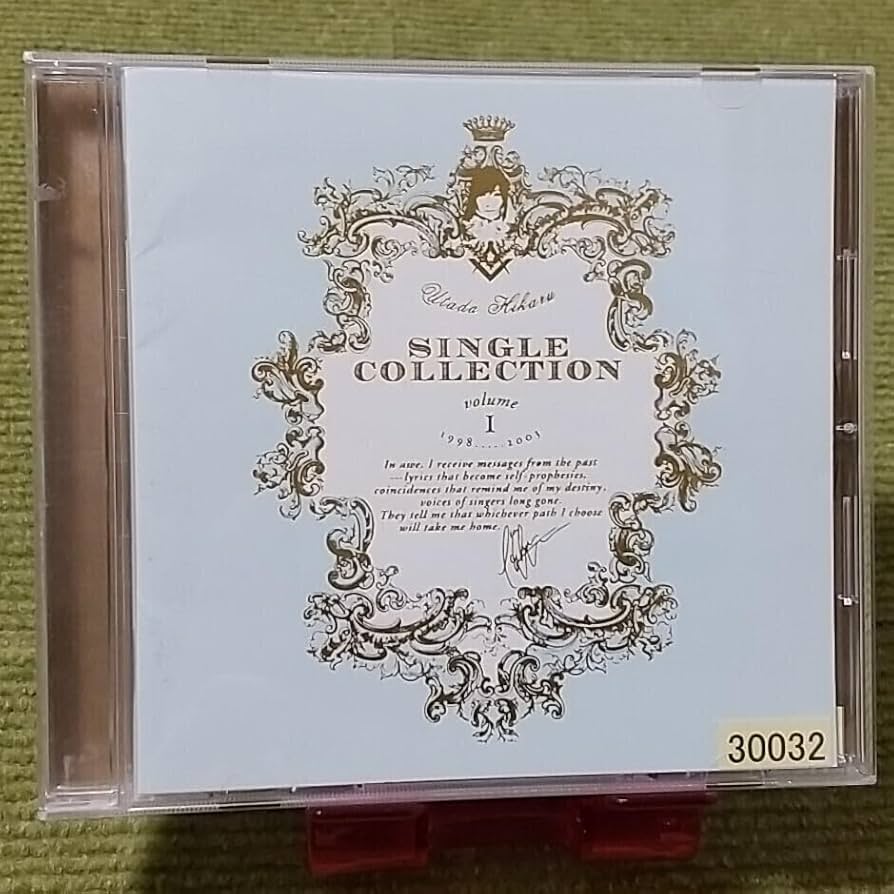 Utada Hikaru
SINGLE
COLLECTION
volume
I
1998.....2003
In awe, I receive messages from the past
---lyrics that become self-prophesies,
coincidences that remind me of my destiny,
voices of singers long gone.
They tell me that whichever path I choose
will take me home.
30032